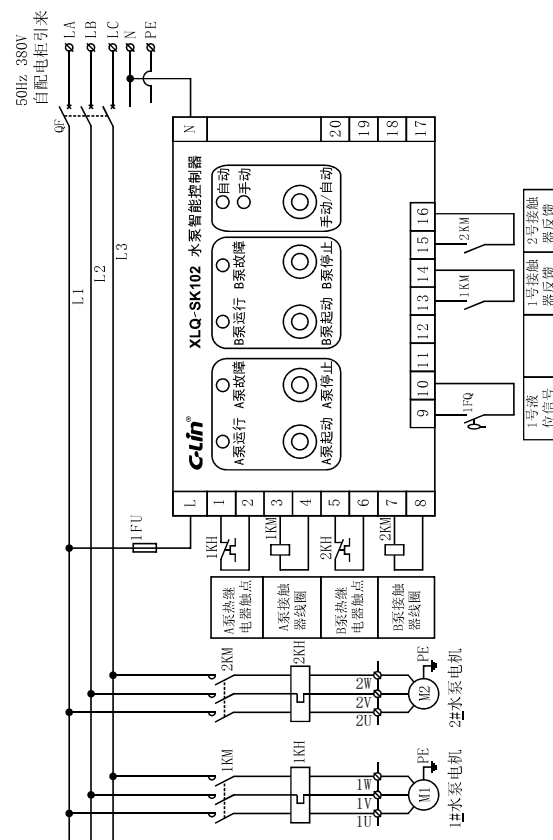 50Hz 380V
自配电柜引来
LA
LB
LC
N
PE
QF
L1
L2
L3
1FU
C-Lin®
XLQ-SK102 水泵智能控制器
A泵运行
A泵故障
A泵起动
A泵停止
B泵运行
B泵故障
B泵起动
B泵停止
自动
手动
手动/自动
L
1
2
3
4
5
6
7
8
N
20
19
18
17
9
10
11
12
13
14
15
16
1KH
1KM
2KH
2KM
A泵热继
电器触点
A泵接触
器线圈
B泵热继
电器触点
B泵接触
器线圈
1FQ
1KM
2KM
1号液
位信号
1号接触
器反馈
2号接触
器反馈
1KM
1KH
1U
1V
1W
M1
PE
1#水泵电机
2KM
2KH
2U
2V
2W
M2
PE
2#水泵电机